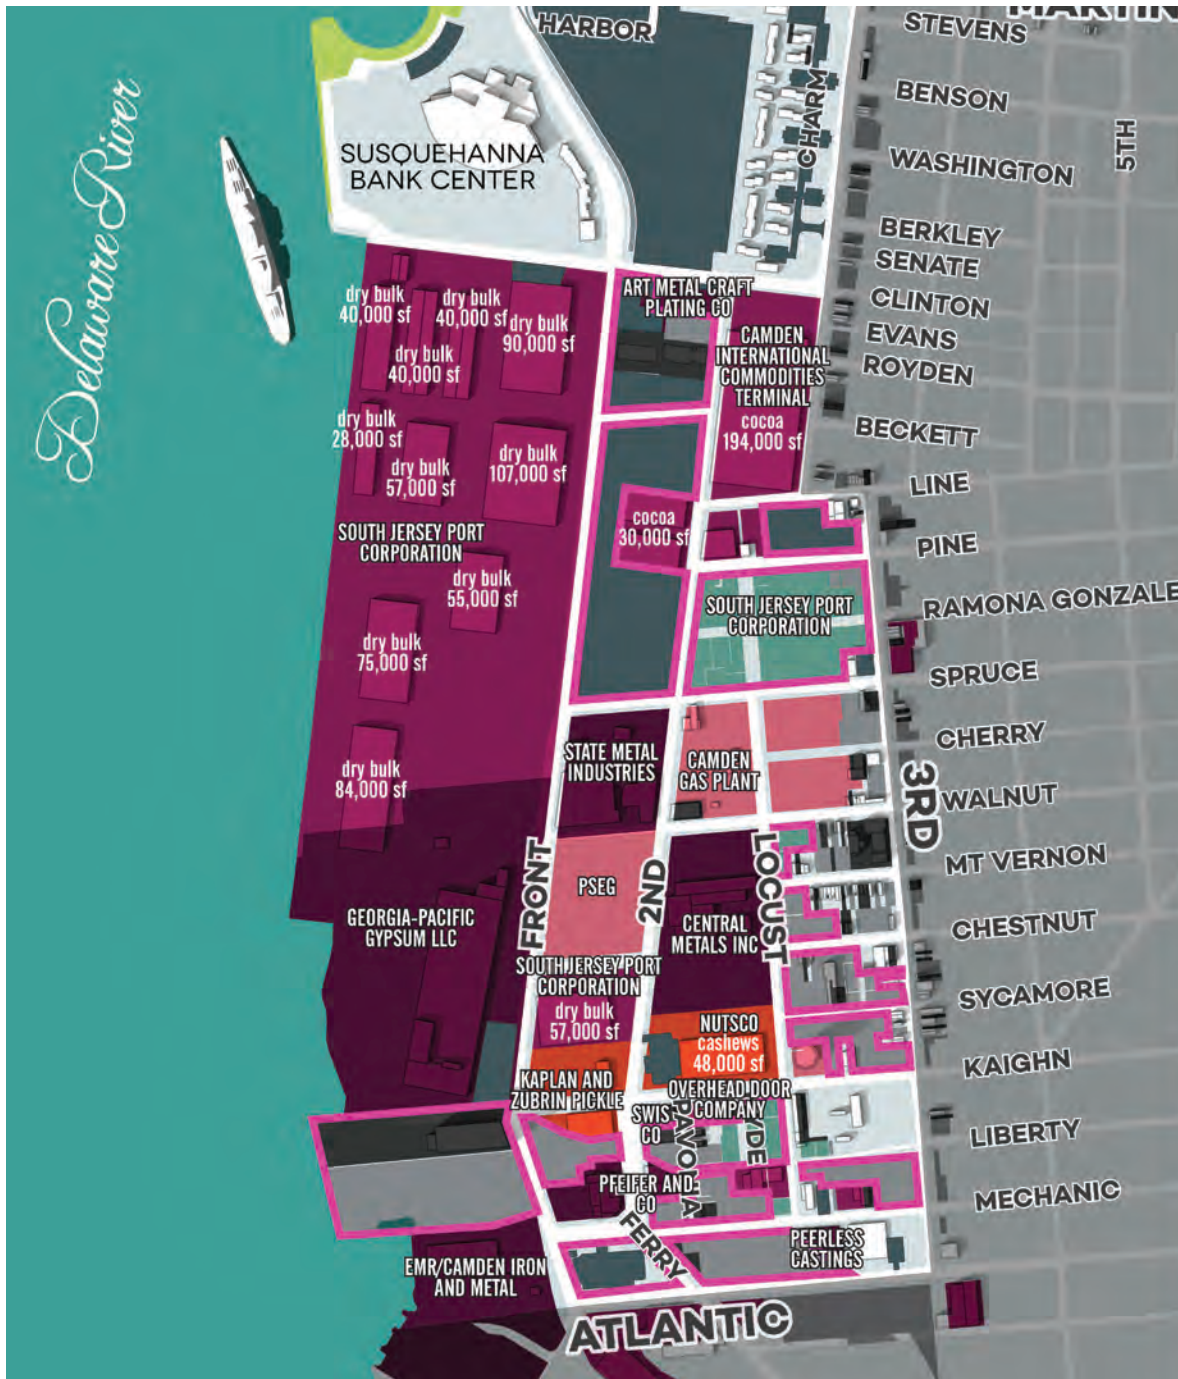 MARTIN
HARBOR
STEVENS
CHARM
BENSON
5TH
Delaware River
SUSQUEHANNA
BANK CENTER
WASHINGTON
BERKLEY
SENATE
CLINTON
EVANS
ROYDEN
BECKETT
LINE
PINE
RAMONA GONZALE
SPRUCE
CHERRY
3RD
WALNUT
MT VERNON
CHESTNUT
SYCAMORE
KAIGHN
LIBERTY
MECHANIC
dry bulk
40,000 sf
dry bulk
40,000 sf
dry bulk
90,000 sf
dry bulk
40,000 sf
ART METAL CRAFT
PLATING CO
CAMDEN
INTERNATIONAL
COMMODITIES
TERMINAL
cocoa
194,000 sf
dry bulk
28,000 sf
dry bulk
57,000 sf
dry bulk
107,000 sf
SOUTH JERSEY PORT
CORPORATION
cocoa
30,000 sf
dry bulk
55,000 sf
SOUTH JERSEY PORT
CORPORATION
dry bulk
75,000 sf
dry bulk
84,000 sf
STATE METAL
INDUSTRIES
CAMDEN
GAS PLANT
FRONT
2ND
LOCUST
PSEG
GEORGIA-PACIFIC
GYPSUM LLC
CENTRAL
METALS INC
SOUTH JERSEY PORT
CORPORATION
dry bulk
57,000 sf
NUTSCO
cashews
48,000 sf
KAPLAN AND
ZUBRIN PICKLE
OVERHEAD DOOR
COMPANY
SWIS
CO
PAVONIA
PFEIFER AND
CO
FERRY
PEERLESS
CASTINGS
EMR/CAMDEN IRON
AND METAL
ATLANTIC